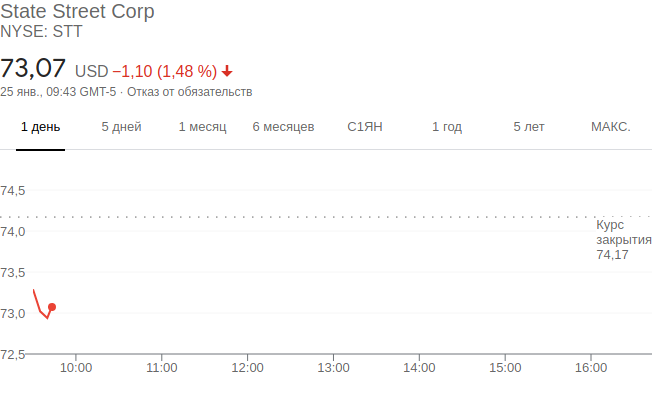 State Street Corp
NYSE: STT
73,07 USD −1,10 (1,48 %)
25 янв., 09:43 GMT-5 · Отказ от обязательств
1 день 5 дней 1 месяц 6 месяцев С1ЯН 1 год 5 лет МАКС.
74,5
74,0
Курс
закрытия
74,17
73,5
73,0
72,5
10:00 11:00 12:00 13:00 14:00 15:00 16:00